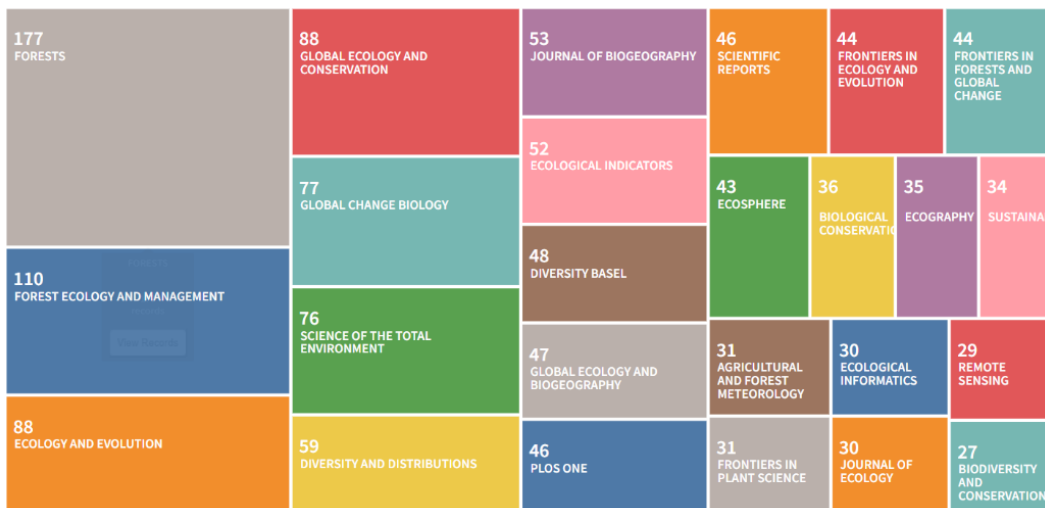 177
FORESTS
110
FOREST ECOLOGY AND MANAGEMENT
View Records
88
ECOLOGY AND EVOLUTION
88
GLOBAL ECOLOGY AND
CONSERVATION
77
GLOBAL CHANGE BIOLOGY
76
SCIENCE OF THE TOTAL
ENVIRONMENT
59
DIVERSITY AND DISTRIBUTIONS
53
JOURNAL OF BIOGEOGRAPHY
52
ECOLOGICAL INDICATORS
48
DIVERSITY BASEL
47
GLOBAL ECOLOGY AND
BIOGEOGRAPHY
46
PLOS ONE
46
SCIENTIFIC
REPORTS
44
FRONTIERS IN
ECOLOGY AND
EVOLUTION
44
FRONTIERS IN
FORESTS AND
GLOBAL
CHANGE
43
ECOSPHERE
36
BIOLOGICAL
CONSERVATIO
35
ECOGRAPHY
34
SUSTAINA
31
AGRICULTURAL
AND FOREST
METEOROLOGY
30
ECOLOGICAL
INFORMATICS
29
REMOTE
SENSING
31
FRONTIERS IN
PLANT SCIENCE
30
JOURNAL OF
ECOLOGY
27
BIODIVERSITY
AND
CONSERVATION